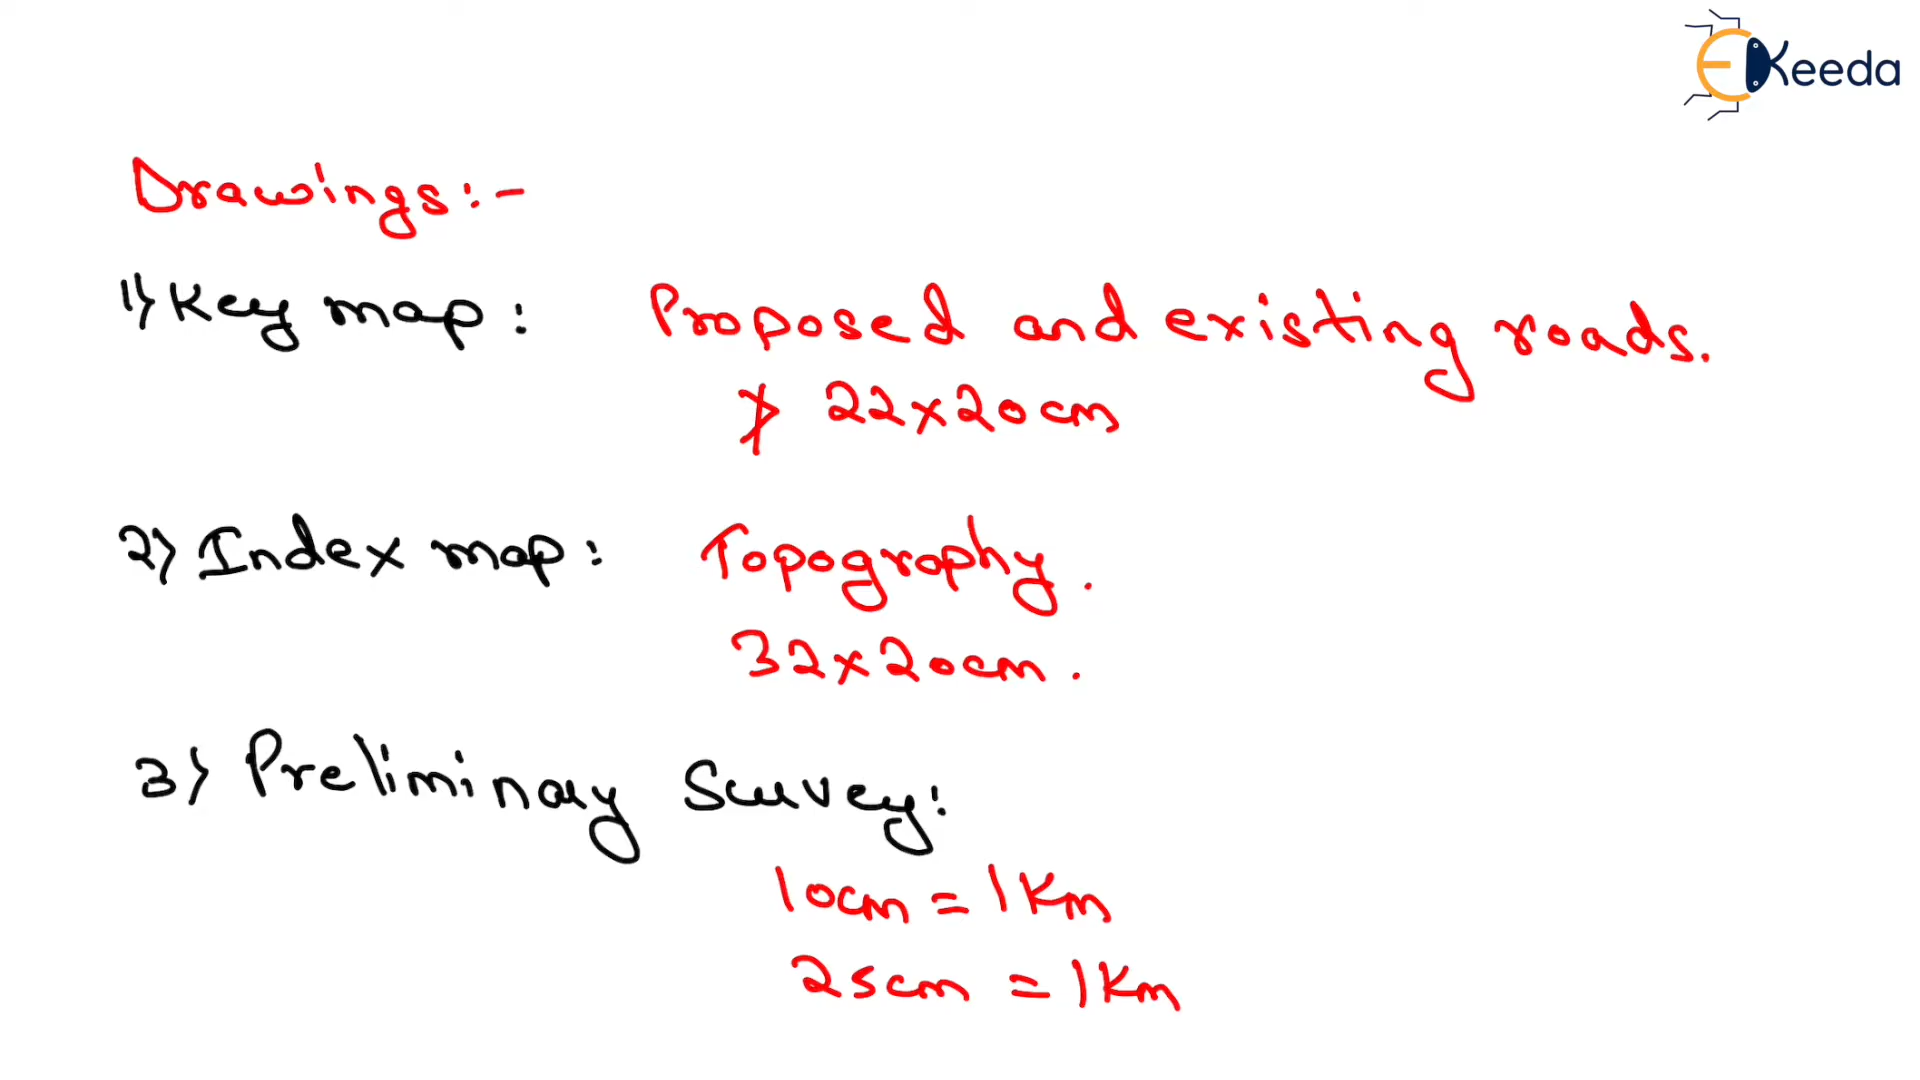 EKeeda
Drawings:-
1) Key map: Proposed and existing roads.
≯ 22x20cm
2) Index map: Topography.
32x20cm.
3) Preliminary Survey:
10cm = 1Km
25cm = 1Km